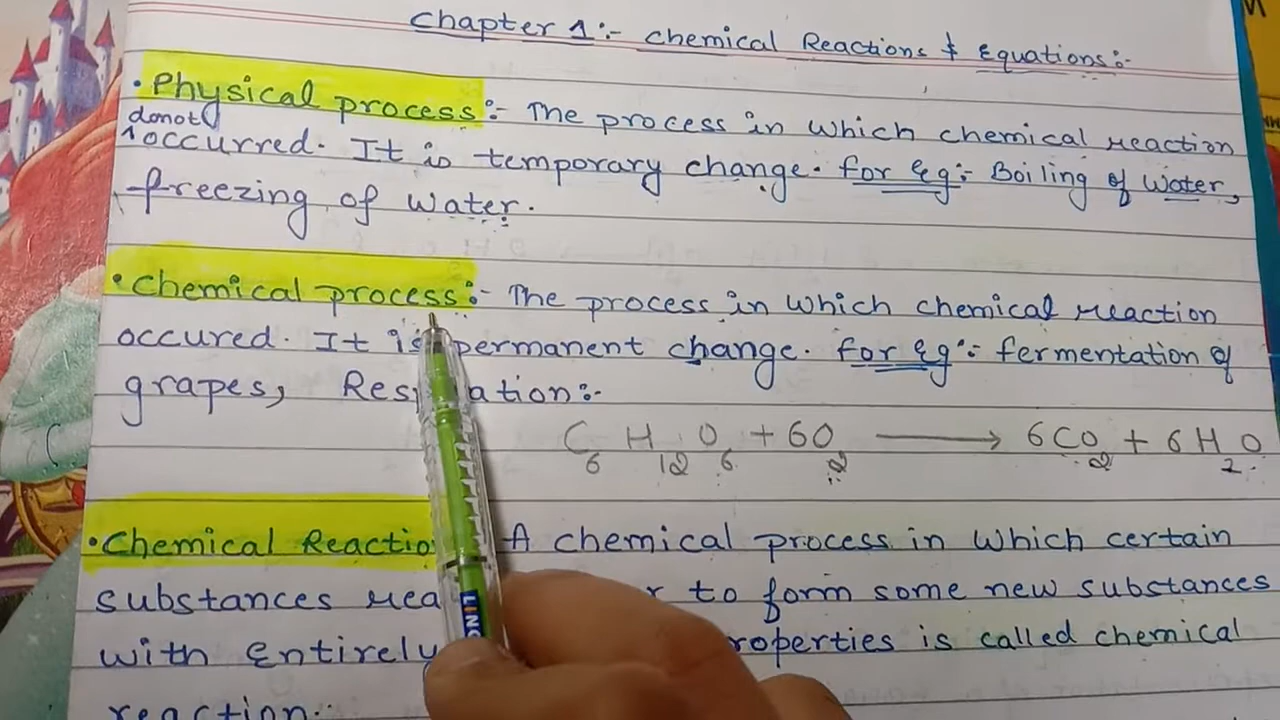 Chapter 1:- Chemical Reactions & Equations:-
• Physical process:- The process in which chemical reaction
donot
occurred. It is temporary change. for eg:- Boiling of Water,
freezing of water.
• Chemical process:- The process in which chemical reaction
occured. It is permanent change. for eg:- fermentation of
grapes, Res ation:-
C6H12O6 + 6O2 ⟶ 6CO2 + 6H2O
• Chemical Reactio A chemical process in which certain
substances rea r to form some new substances
with entirely roperties is called chemical
reaction.
LINC